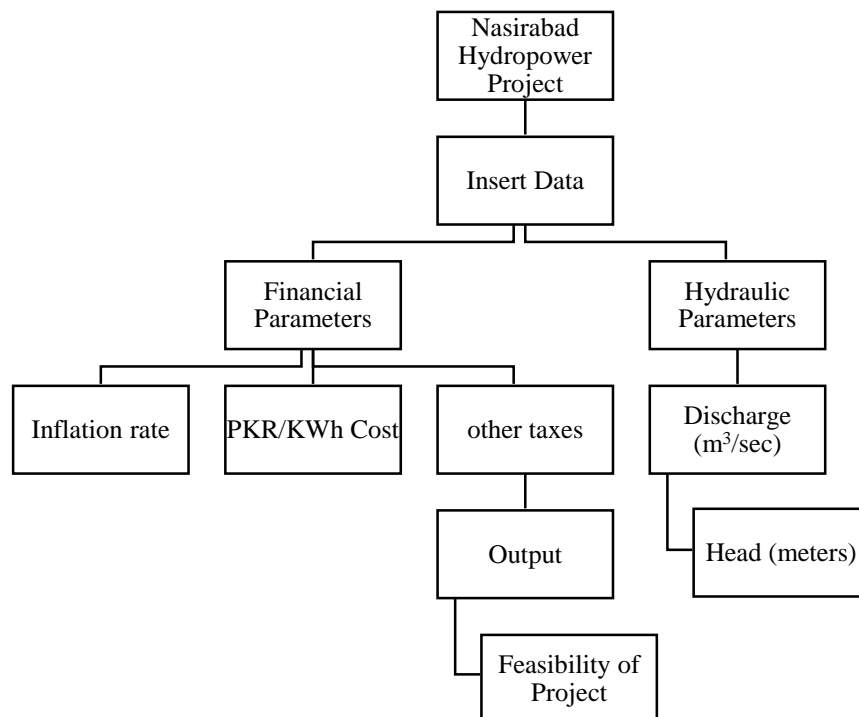 Nasirabad
Hydropower
Project
Insert Data
Financial
Parameters
Hydraulic
Parameters
Inflation rate
PKR/KWh Cost
other taxes
Discharge
(m³/sec)
Output
Head (meters)
Feasibility of
Project